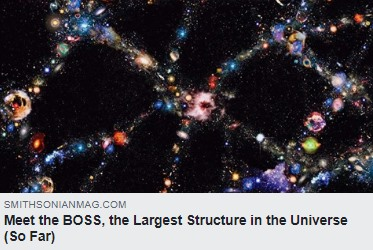 SMITHSONIANMAG.COM
Meet the BOSS, the Largest Structure in the Universe
(So Far)